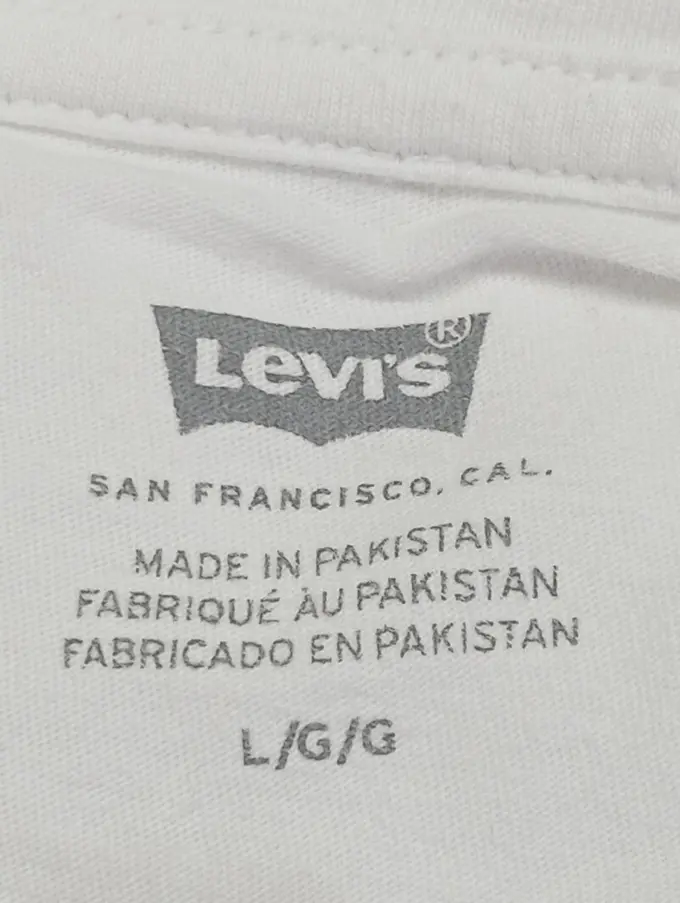 Levi's®
SAN FRANCISCO, CAL.
MADE IN PAKISTAN
FABRIQUÉ AU PAKISTAN
FABRICADO EN PAKISTAN
L/G/G